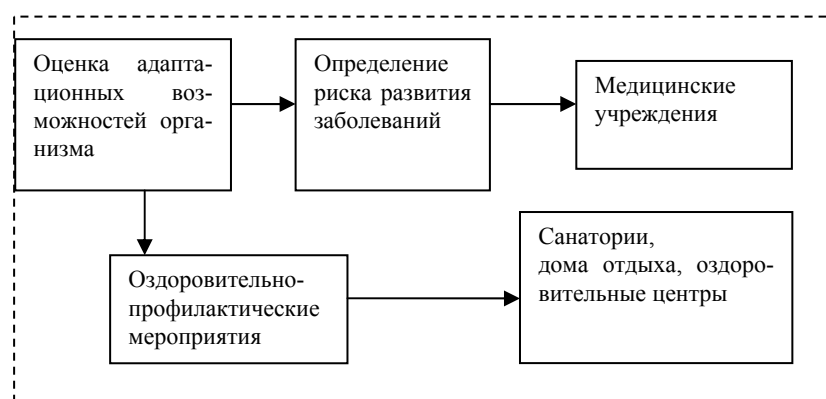 Оценка адапта-
ционных воз-
можностей орга-
низма
Определение
риска развития
заболеваний
Медицинские
учреждения
Оздоровительно-
профилактические
мероприятия
Санатории,
дома отдыха, оздоро-
вительные центры